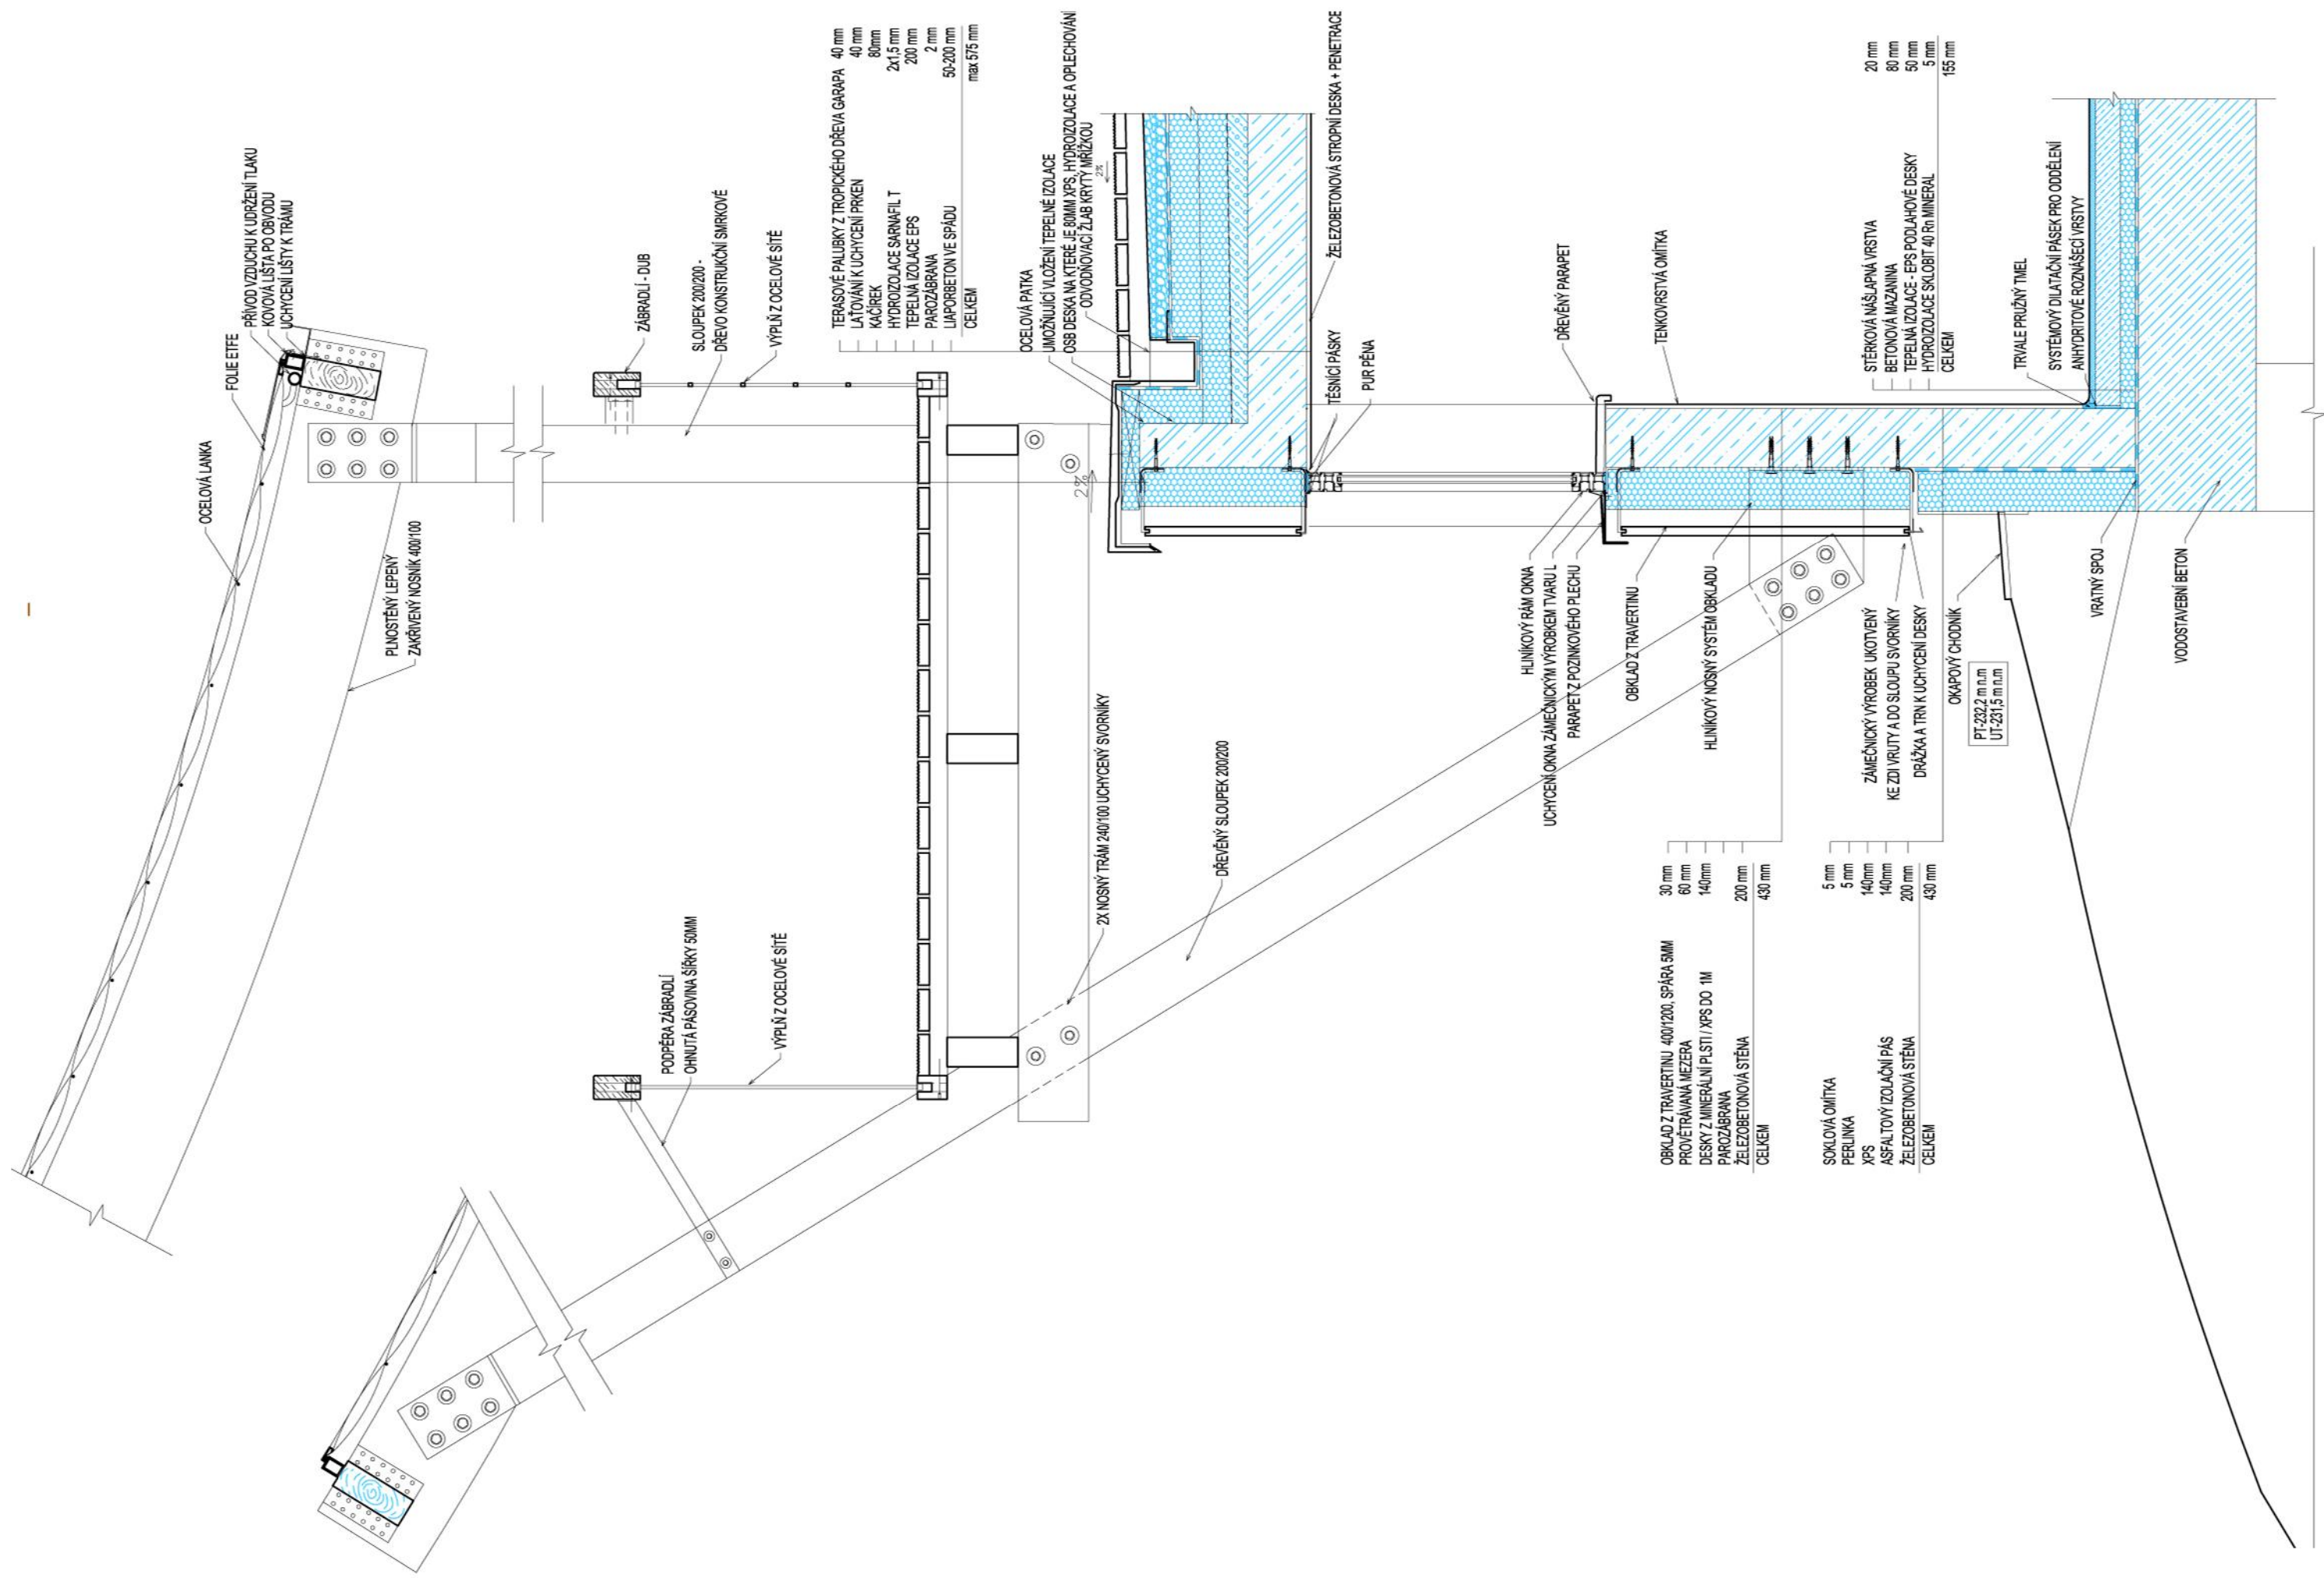 FOLIE ETFE
PŘÍVOD VZDUCHU K UDRŽENÍ TLAKU
KOVOVÁ LIŠTA PO OBVODU
UCHYCENÍ LIŠTY K TRÁMU
OCELOVÁ LANKA
PLNOSTĚNÝ LEPENÝ
ZAKŘIVENÝ NOSNÍK 400/100
ZÁBRADLÍ - DUB
SLOUPEK 200/200 -
DŘEVO KONSTRUKČNÍ SMRKOVÉ
VÝPLŇ Z OCELOVÉ SÍTĚ
PODPĚRA ZÁBRADLÍ
OHNUTÁ PÁSOVINA ŠÍŘKY 50MM
VÝPLŇ Z OCELOVÉ SÍTĚ
TERASOVÉ PALUBKY Z TROPICKÉHO DŘEVA GARAPA 40 mm
LAŤOVÁNÍ K UCHYCENÍ PRKEN 40 mm
KAČÍREK 80mm
HYDROIZOLACE SARNAFIL T 2x1,5 mm
TEPELNÁ IZOLACE EPS 200 mm
PAROZÁBRANA 2 mm
LIAPORBETON VE SPÁDU 50-200 mm
CELKEM max 575 mm
OCELOVÁ PATKA
UMOŽŇUJÍCÍ VLOŽENÍ TEPELNÉ IZOLACE
OSB DESKA NA KTERÉ JE 80MM XPS, HYDROIZOLACE A OPLECHOVÁNÍ
ODVODŇOVACÍ ŽLAB KRYTÝ MŘÍŽKOU
2%
2%
2X NOSNÝ TRÁM 240/100 UCHYCENÝ SVORNÍKY
DŘEVĚNÝ SLOUPEK 200/200
ŽELEZOBETONOVÁ STROPNÍ DESKA + PENETRACE
TĚSNÍCÍ PÁSKY
PUR PĚNA
DŘEVĚNÝ PARAPET
TENKOVRSTVÁ OMÍTKA
HLINÍKOVÝ RÁM OKNA
UCHYCENÍ OKNA ZÁMEČNICKÝM VÝROBKEM TVARU L
PARAPET Z POZINKOVÉHO PLECHU
OBKLAD Z TRAVERTINU
HLINÍKOVÝ NOSNÝ SYSTÉM OBKLADU
ZÁMEČNICKÝ VÝROBEK UKOTVENÝ
KE ZDI VRUTY A DO SLOUPU SVORNÍKY
DRÁŽKA A TRN K UCHYCENÍ DESKY
OKAPOVÝ CHODNÍK
PT-232,2 m n.m
UT-231,5 m n.m
OBKLAD Z TRAVERTINU 400/1200, SPÁRA 5MM 30 mm
PROVĚTRÁVANÁ MEZERA 60 mm
DESKY Z MINERÁLNÍ PLSTI / XPS DO 1M 140mm
PAROZÁBRANA
ŽELEZOBETONOVÁ STĚNA 200 mm
CELKEM 430 mm
SOKLOVÁ OMÍTKA 5 mm
PERLINKA 5 mm
XPS 140mm
ASFALTOVÝ IZOLAČNÍ PÁS 140mm
ŽELEZOBETONOVÁ STĚNA 200 mm
CELKEM 430 mm
STĚRKOVÁ NÁŠLAPNÁ VRSTVA 20 mm
BETONOVÁ MAZANINA 80 mm
TEPELNÁ IZOLACE - EPS PODLAHOVÉ DESKY 50 mm
HYDROIZOLACE SKLOBIT 40 Rn MINERAL 5 mm
CELKEM 155 mm
TRVALE PRUŽNÝ TMEL
SYSTÉMOVÝ DILATAČNÍ PÁSEK PRO ODDĚLENÍ
ANHYDRITOVÉ ROZNÁŠECÍ VRSTVY
VRATNÝ SPOJ
VODOSTAVEBNÍ BETON